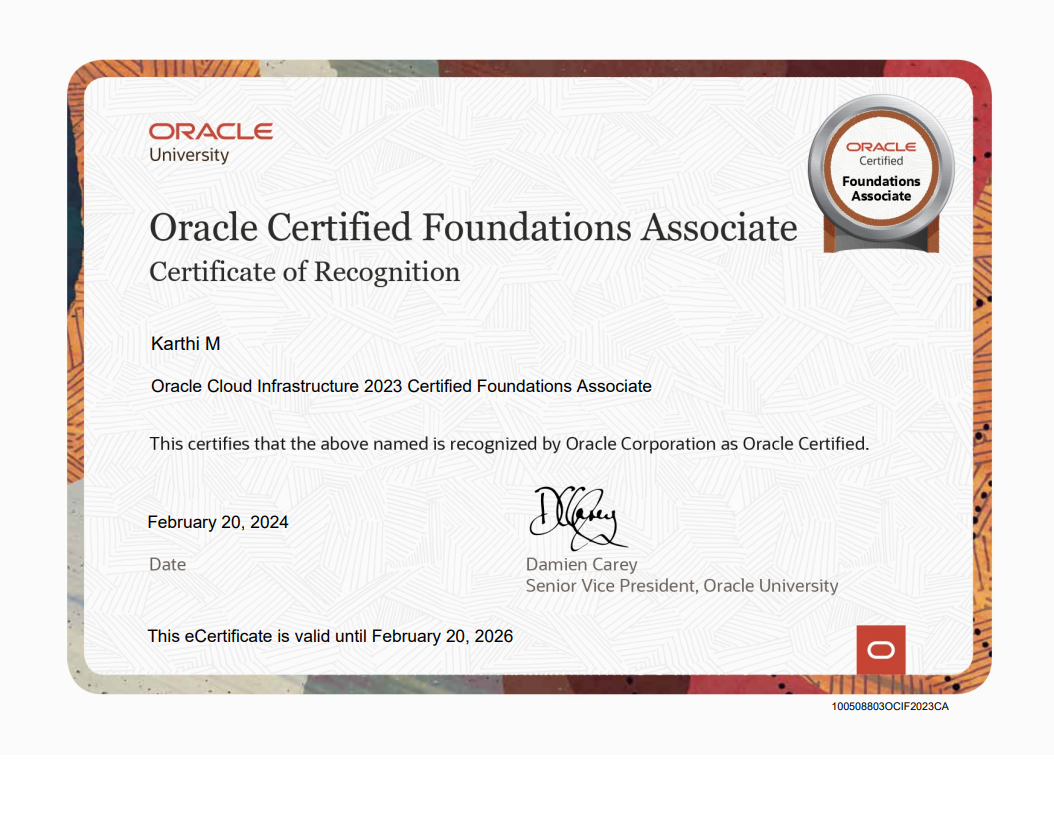 ORACLE
University
ORACLE
Certified
Foundations
Associate
Oracle Certified Foundations Associate
Certificate of Recognition
Karthi M
Oracle Cloud Infrastructure 2023 Certified Foundations Associate
This certifies that the above named is recognized by Oracle Corporation as Oracle Certified.
DCarey
February 20, 2024
Date
Damien Carey
Senior Vice President, Oracle University
This eCertificate is valid until February 20, 2026
100508803OCIF2023CA